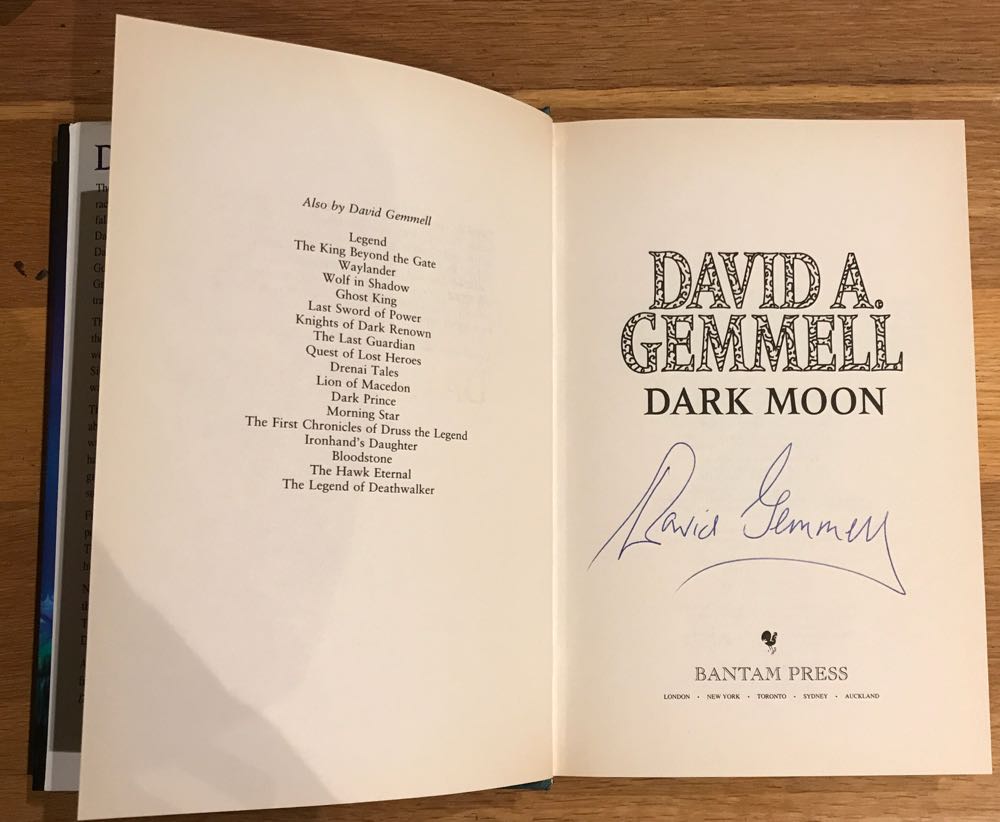 Also by David Gemmell
Legend
The King Beyond the Gate
Waylander
Wolf in Shadow
Ghost King
Last Sword of Power
Knights of Dark Renown
The Last Guardian
Quest of Lost Heroes
Drenai Tales
Lion of Macedon
Dark Prince
Morning Star
The First Chronicles of Druss the Legend
Ironhand's Daughter
Bloodstone
The Hawk Eternal
The Legend of Deathwalker
DAVID A.
GEMMELL
DARK MOON
David Gemmell
BANTAM PRESS
LONDON · NEW YORK · TORONTO · SYDNEY · AUCKLAND